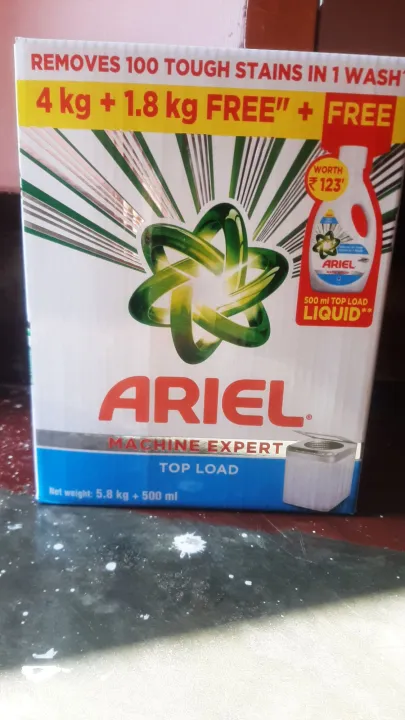 REMOVES 100 TOUGH STAINS IN 1 WASH*
4 kg + 1.8 kg FREE" + FREE
WORTH
₹ 123'
ARIEL
500 ml TOP LOAD
LIQUID**
ARIEL®
MACHINE EXPERT
TOP LOAD
Net weight: 5.8 kg + 500 ml